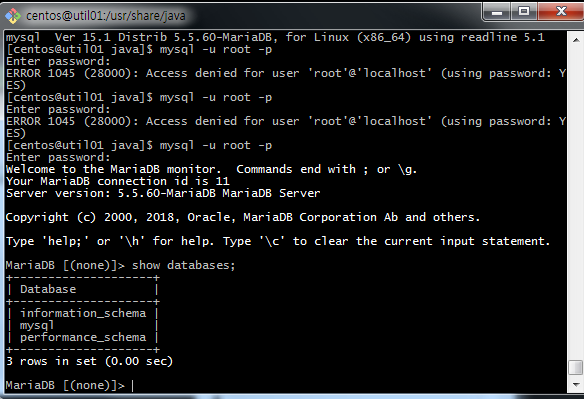 centos@util01:/usr/share/java
mysql  Ver 15.1 Distrib 5.5.60-MariaDB, for Linux (x86_64) using readline 5.1
[centos@util01 java]$ mysql -u root -p
Enter password:
ERROR 1045 (28000): Access denied for user 'root'@'localhost' (using password: Y
ES)
[centos@util01 java]$ mysql -u root -p
Enter password:
ERROR 1045 (28000): Access denied for user 'root'@'localhost' (using password: Y
ES)
[centos@util01 java]$ mysql -u root -p
Enter password:
Welcome to the MariaDB monitor.  Commands end with ; or \g.
Your MariaDB connection id is 11
Server version: 5.5.60-MariaDB MariaDB Server

Copyright (c) 2000, 2018, Oracle, MariaDB Corporation Ab and others.

Type 'help;' or '\h' for help. Type '\c' to clear the current input statement.

MariaDB [(none)]> show databases;
+--------------------+
| Database           |
+--------------------+
| information_schema |
| mysql              |
| performance_schema |
+--------------------+
3 rows in set (0.00 sec)

MariaDB [(none)]>